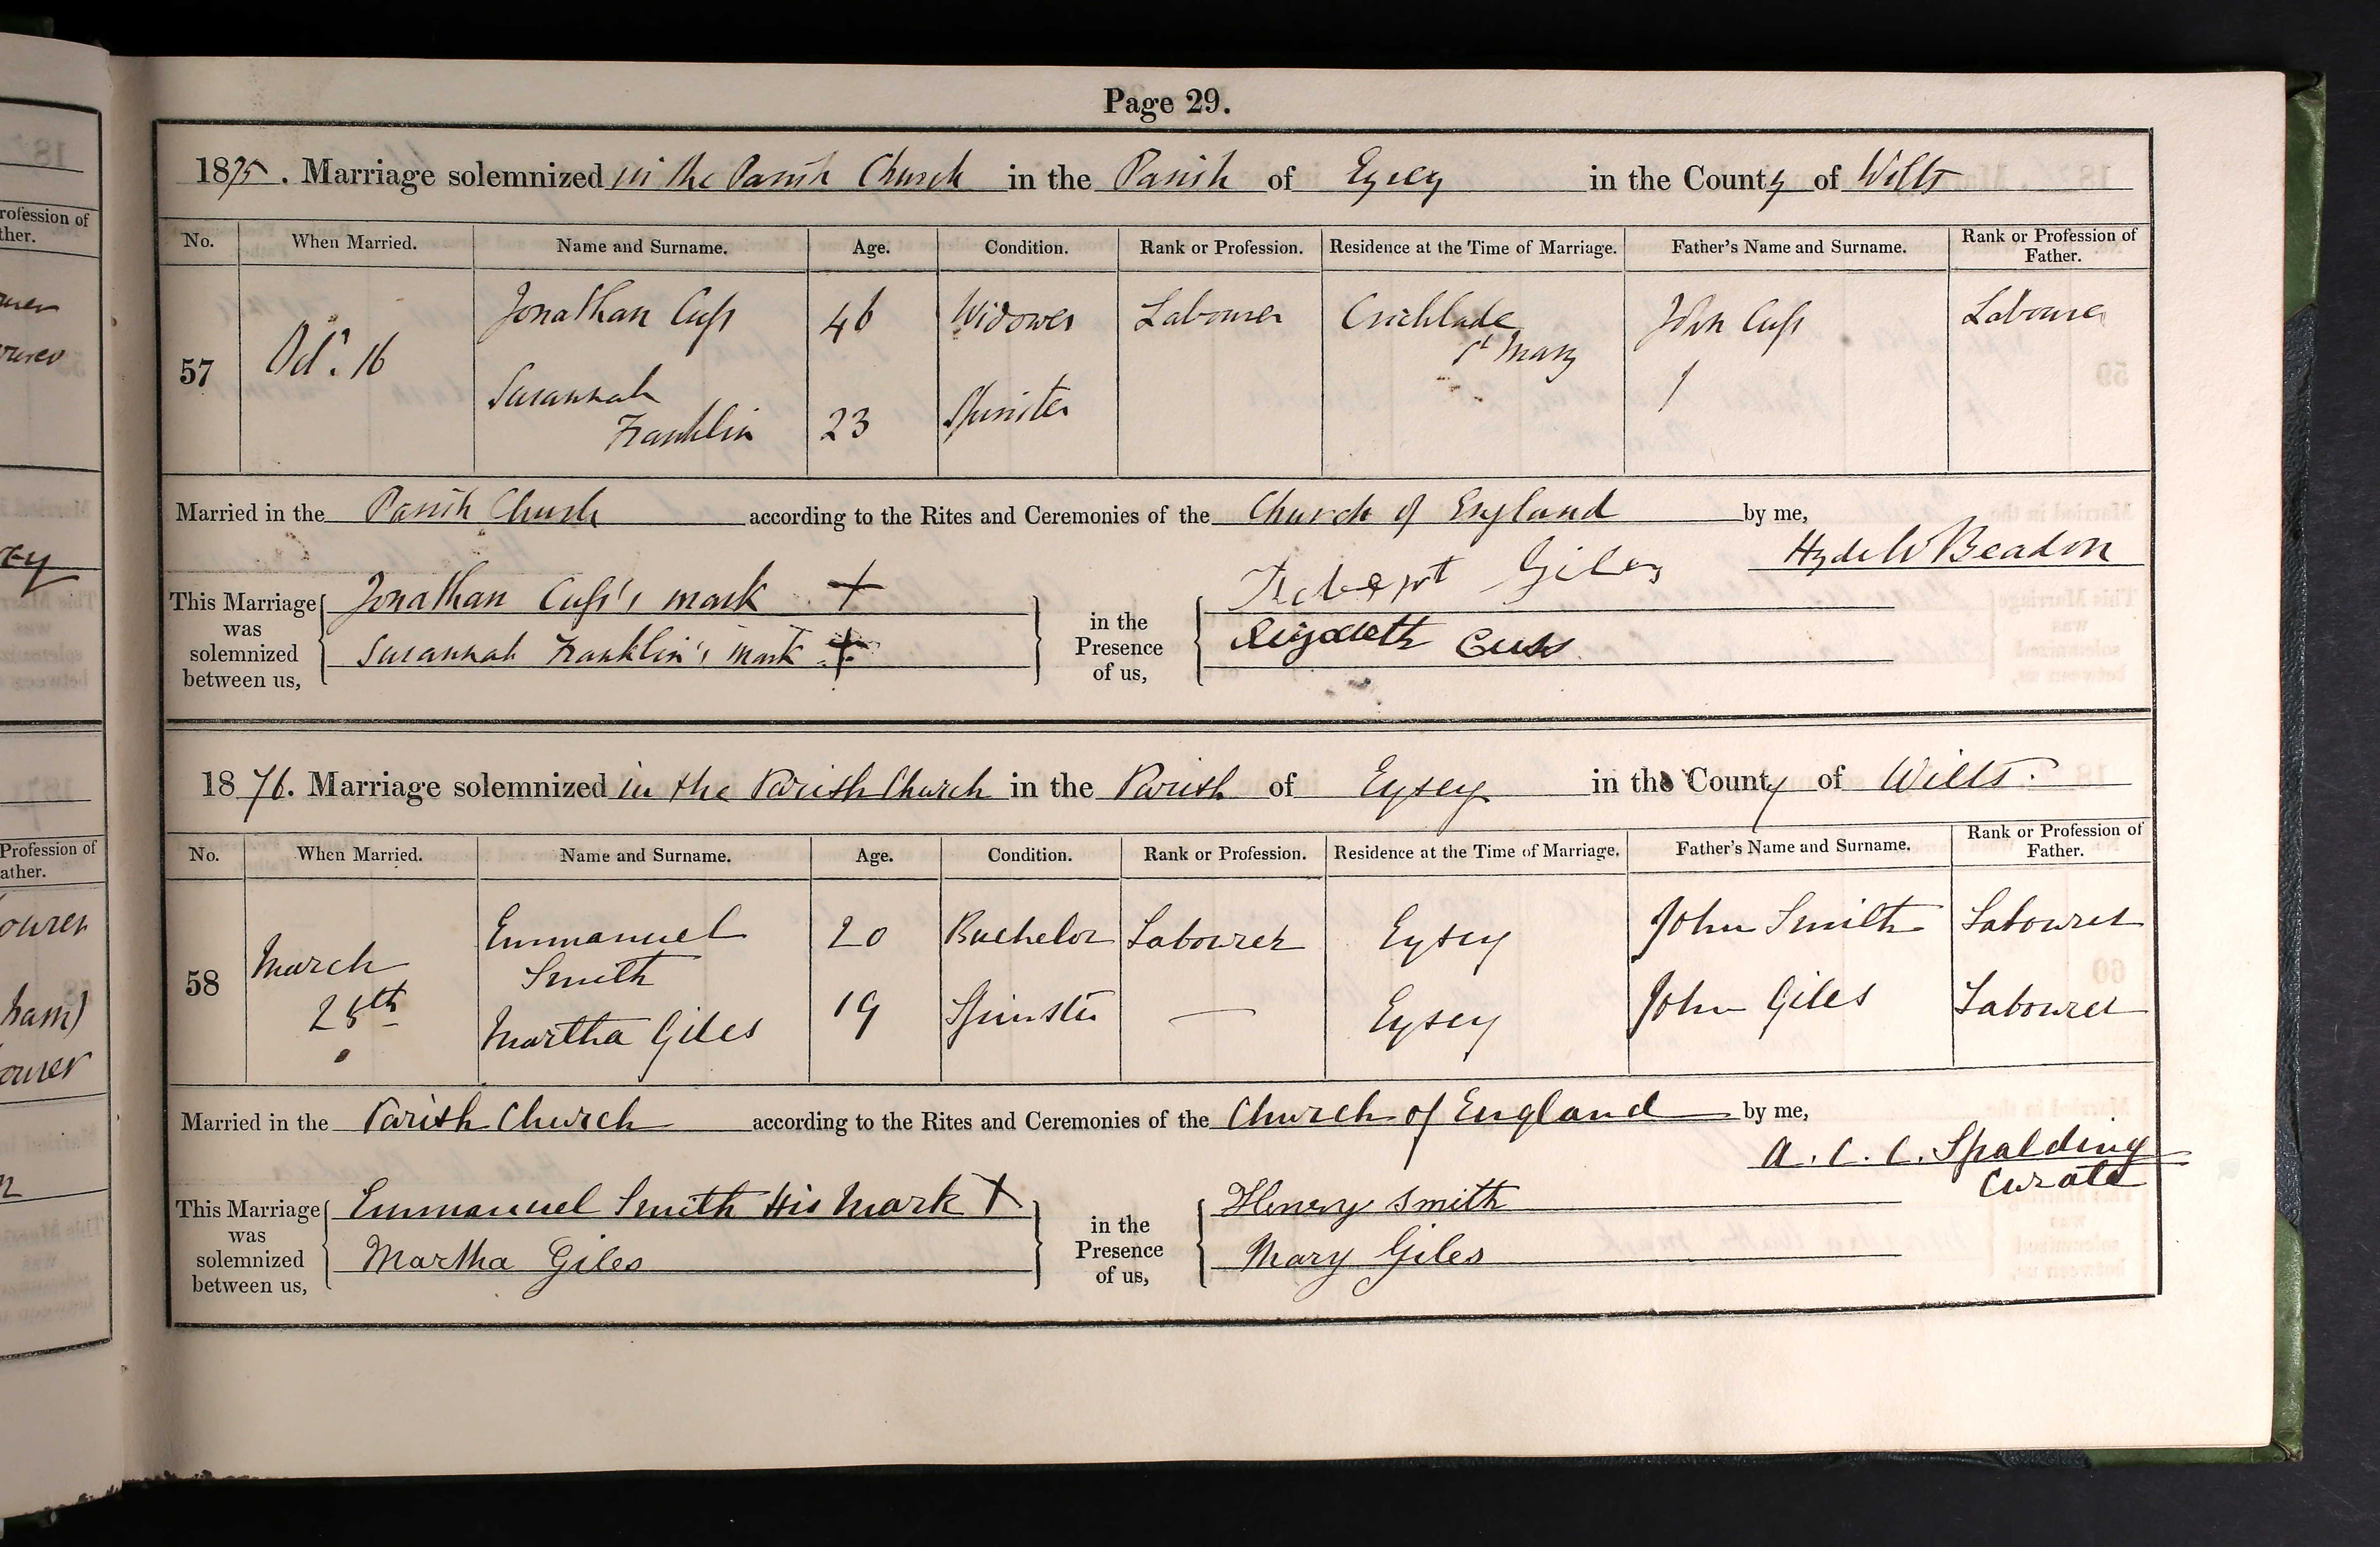 Page 29.
1875. Marriage solemnized in the Parish Church in the Parish of Eysey in the County of Wilts
No. When Married. Name and Surname. Age. Condition. Rank or Profession. Residence at the Time of Marriage. Father's Name and Surname. Rank or Profession of Father.
57 Oct. 16 Jonathan Cuss 46 Widower Labourer Cricklade St Mary John Cuss Labourer
Susannah Franklin 23 Spinster /
Married in the Parish Church according to the Rites and Ceremonies of the Church of England by me,
Hyde W Beadon
This Marriage was solemnized between us, Jonathan Cuss's mark + in the Presence of us, Robert Giles
Susannah Franklin's mark + Elizabeth Cuss
1876. Marriage solemnized in the Parish Church in the Parish of Eysey in the County of Wilts.
No. When Married. Name and Surname. Age. Condition. Rank or Profession. Residence at the Time of Marriage. Father's Name and Surname. Rank or Profession of Father.
58 March 28th Emmanuel Smith 20 Bachelor Labourer Eysey John Smith Labourer
Martha Giles 19 Spinster — Eysey John Giles Labourer
Married in the Parish Church according to the Rites and Ceremonies of the Church of England by me,
A. C. C. Spalding
Curate
This Marriage was solemnized between us, Emmanuel Smith His Mark X in the Presence of us, Henry Smith
Martha Giles Mary Giles